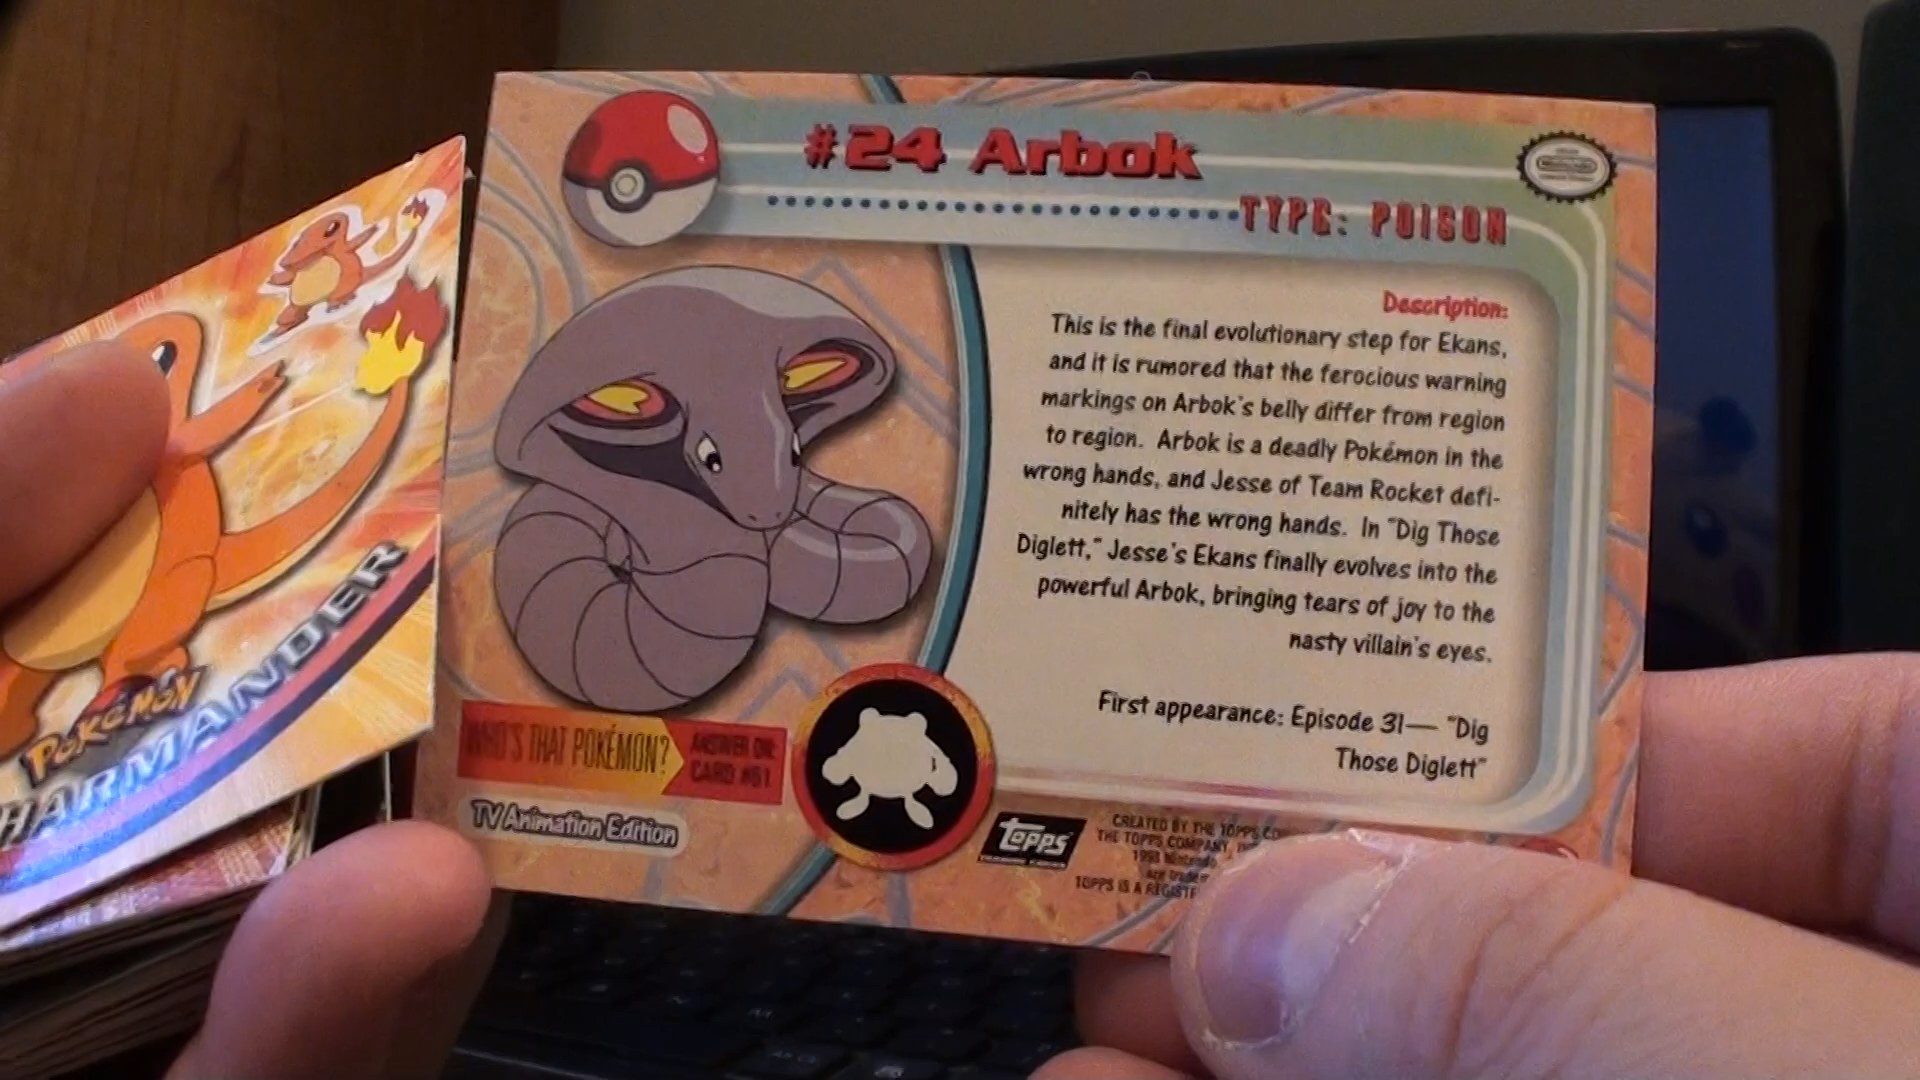 #24 Arbok
TYPE: POISON
Description:
This is the final evolutionary step for Ekans,
and it is rumored that the ferocious warning
markings on Arbok's belly differ from region
to region. Arbok is a deadly Pokémon in the
wrong hands, and Jesse of Team Rocket defi-
nitely has the wrong hands. In "Dig Those
Diglett," Jesse's Ekans finally evolves into the
powerful Arbok, bringing tears of joy to the
nasty villain's eyes.
First appearance: Episode 31— "Dig
Those Diglett"
WHO'S THAT POKÉMON?
ANSWER ON
CARD #61
TV Animation Edition
Topps
CREATED BY THE TOPPS
THE TOPPS COMPANY,
1998 Nintendo
TOPPS IS A
POKéMON
HARMANDER